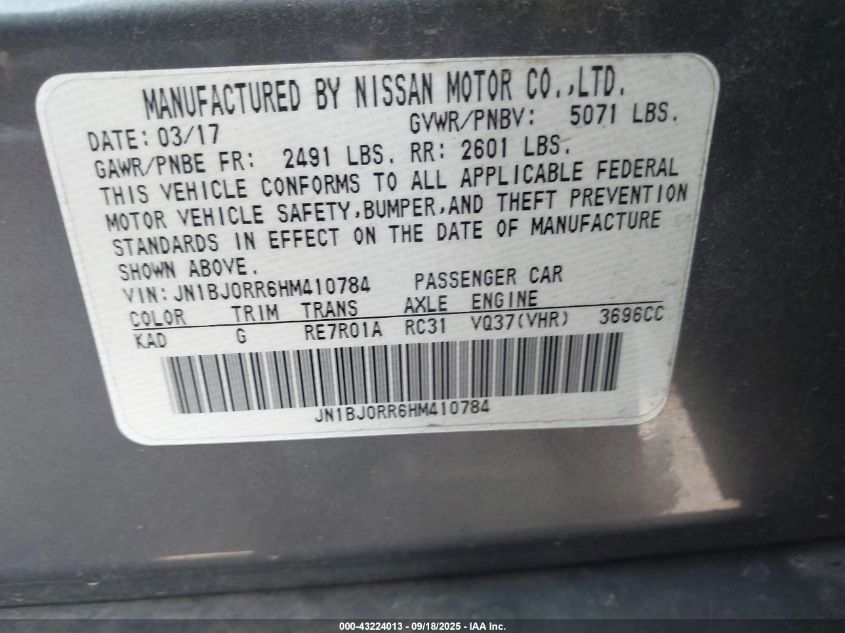 MANUFACTURED BY NISSAN MOTOR CO.,LTD.
DATE: 03/17 GVWR/PNBV: 5071 LBS.
GAWR/PNBE FR: 2491 LBS. RR: 2601 LBS.
THIS VEHICLE CONFORMS TO ALL APPLICABLE FEDERAL
MOTOR VEHICLE SAFETY,BUMPER,AND THEFT PREVENTION
STANDARDS IN EFFECT ON THE DATE OF MANUFACTURE
SHOWN ABOVE.
VIN: JN1BJ0RR6HM410784 PASSENGER CAR
COLOR TRIM TRANS AXLE ENGINE
KAD G RE7R01A RC31 VQ37(VHR) 3696CC
JN1BJ0RR6HM410784
000-43224013 - 09/18/2025 - IAA Inc.